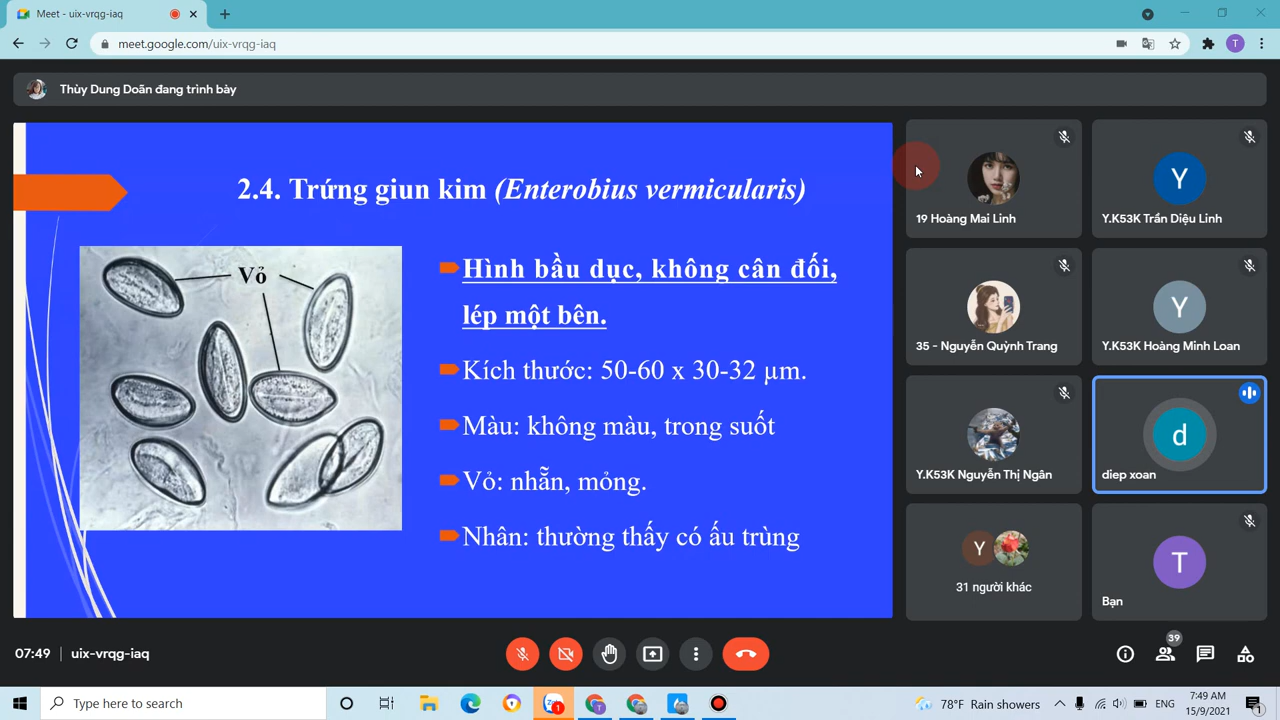 Meet - uix-vrqg-iaq
meet.google.com/uix-vrqg-iaq
Thùy Dung Doãn đang trình bày
2.4. Trứng giun kim (Enterobius vermicularis)
Vỏ
Hình bầu dục, không cân đối,
lép một bên.
Kích thước: 50-60 x 30-32 µm.
Màu: không màu, trong suốt
Vỏ: nhẵn, mỏng.
Nhân: thường thấy có ấu trùng
19 Hoàng Mai Linh
Y
Y.K53K Trần Diệu Linh
35 - Nguyễn Quỳnh Trang
Y
Y.K53K Hoàng Minh Loan
Y.K53K Nguyễn Thị Ngân
d
diep xoan
Y
31 người khác
T
Bạn
07:49 | uix-vrqg-iaq
39
Type here to search
78°F Rain showers
ENG
7:49 AM
15/9/2021